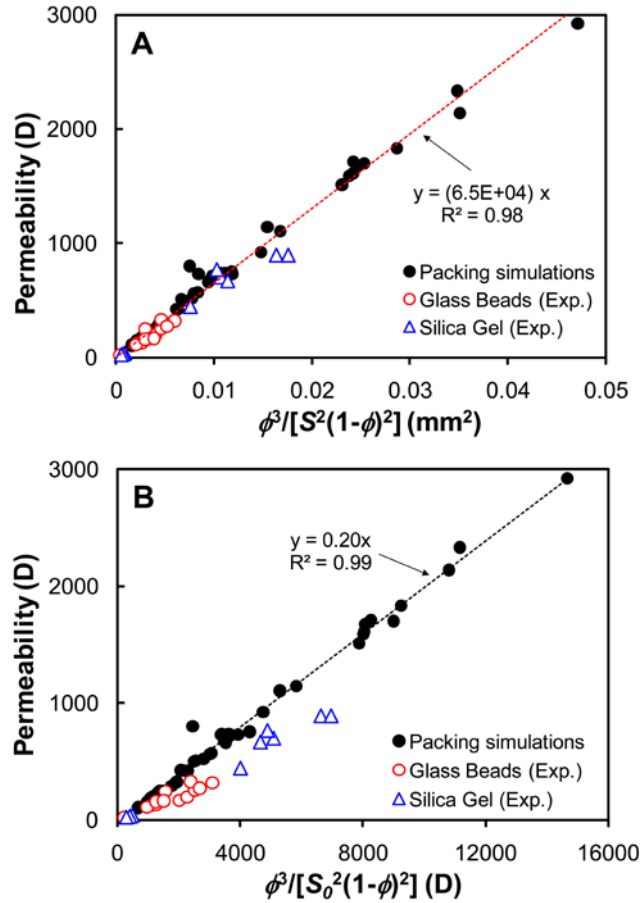 3000
A
2000
y = (6.5E+04) x
R² = 0.98
1000
Packing simulations
Glass Beads (Exp.)
Silica Gel (Exp.)
0
0 0.01 0.02 0.03 0.04 0.05
Permeability (D)
ϕ³/[S²(1-ϕ)²] (mm²)
3000
B
y = 0.20x
R² = 0.99
2000
1000
Packing simulations
Glass Beads (Exp.)
Silica Gel (Exp.)
0
0 4000 8000 12000 16000
Permeability (D)
ϕ³/[S₀²(1-ϕ)²] (D)